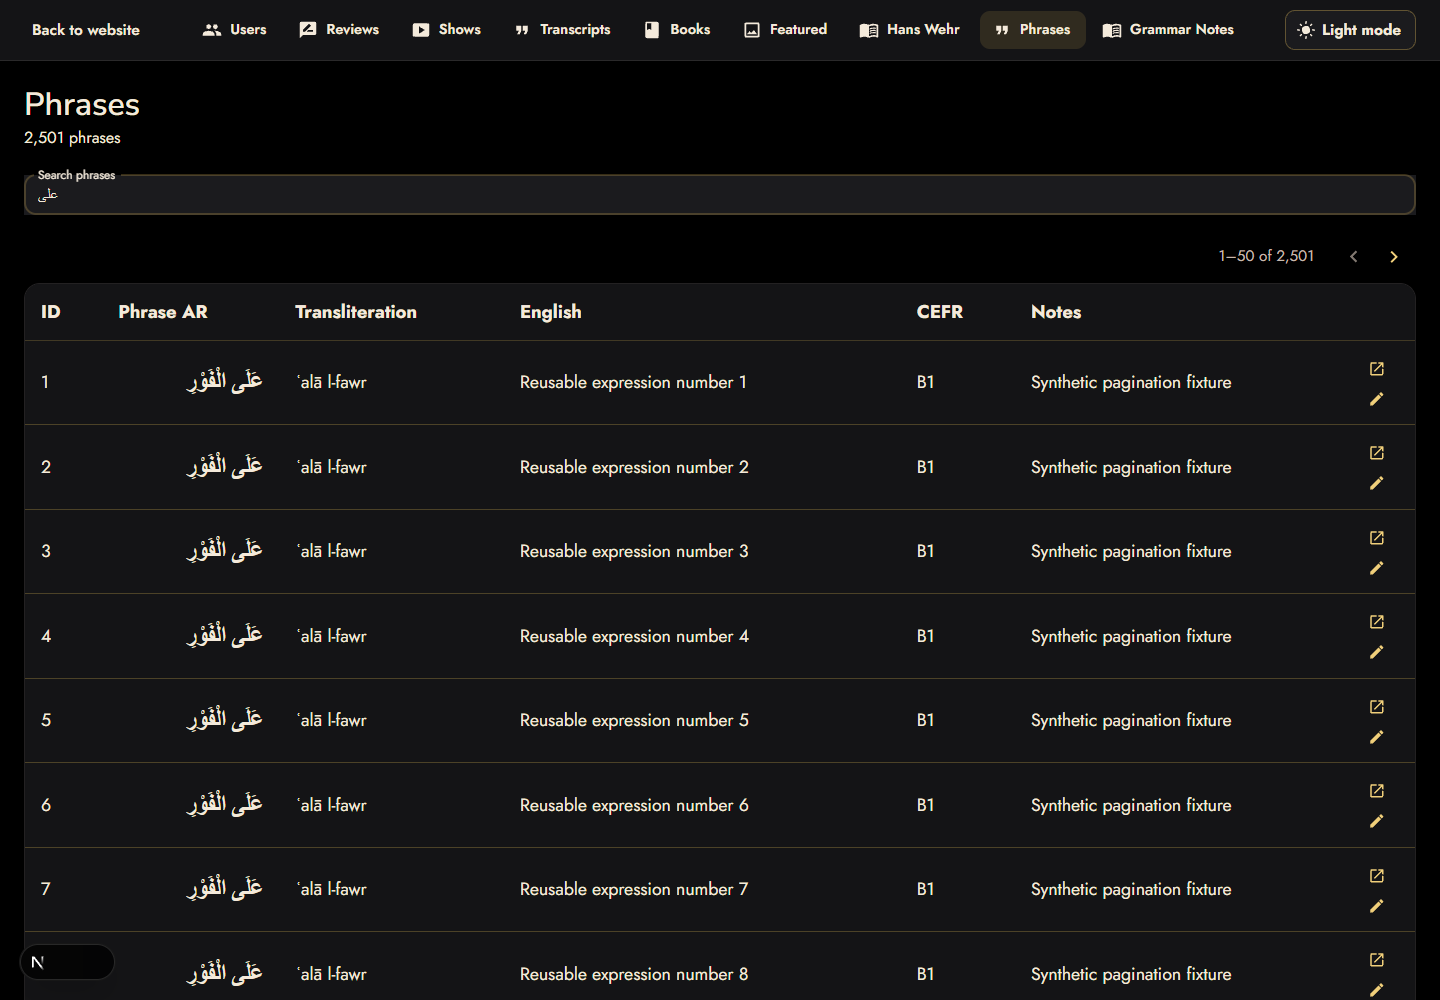 Back to website
Users
Reviews
Shows
Transcripts
Books
Featured
Hans Wehr
Phrases
Grammar Notes
Light mode
Phrases
2,501 phrases
Search phrases
على
1–50 of 2,501
ID Phrase AR Transliteration English CEFR Notes
1 عَلَى الْفَوْرِ ʿalā l-fawr Reusable expression number 1 B1 Synthetic pagination fixture
2 عَلَى الْفَوْرِ ʿalā l-fawr Reusable expression number 2 B1 Synthetic pagination fixture
3 عَلَى الْفَوْرِ ʿalā l-fawr Reusable expression number 3 B1 Synthetic pagination fixture
4 عَلَى الْفَوْرِ ʿalā l-fawr Reusable expression number 4 B1 Synthetic pagination fixture
5 عَلَى الْفَوْرِ ʿalā l-fawr Reusable expression number 5 B1 Synthetic pagination fixture
6 عَلَى الْفَوْرِ ʿalā l-fawr Reusable expression number 6 B1 Synthetic pagination fixture
7 عَلَى الْفَوْرِ ʿalā l-fawr Reusable expression number 7 B1 Synthetic pagination fixture
8 عَلَى الْفَوْرِ ʿalā l-fawr Reusable expression number 8 B1 Synthetic pagination fixture
N